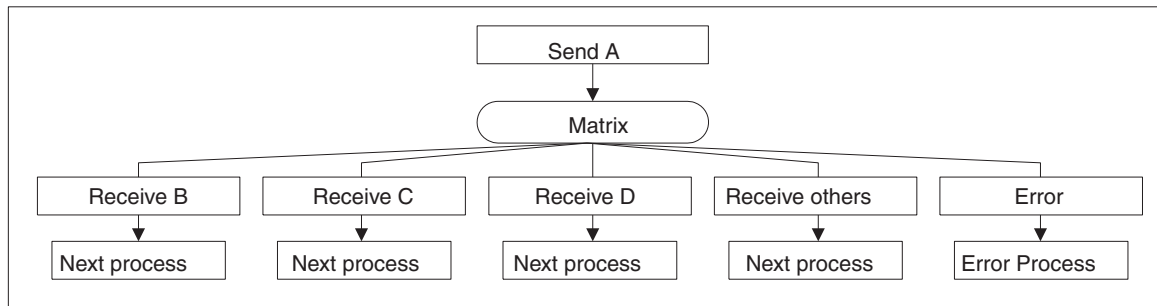 Send A
Matrix
Receive B
Receive C
Receive D
Receive others
Error
Next process
Next process
Next process
Next process
Error Process